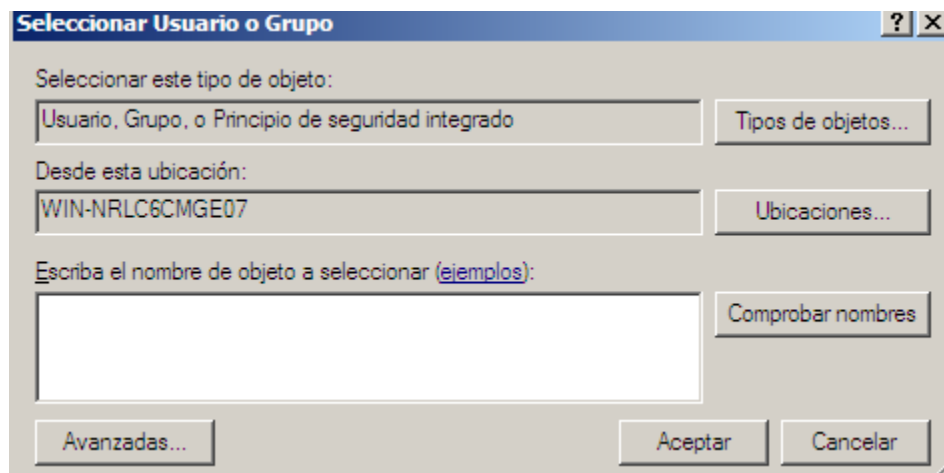 Seleccionar Usuario o Grupo
Seleccionar este tipo de objeto:
Usuario, Grupo, o Principio de seguridad integrado
Tipos de objetos...
Desde esta ubicación:
WIN-NRLC6CMGE07
Ubicaciones...
Escriba el nombre de objeto a seleccionar (ejemplos):
Comprobar nombres
Avanzadas...
Aceptar
Cancelar